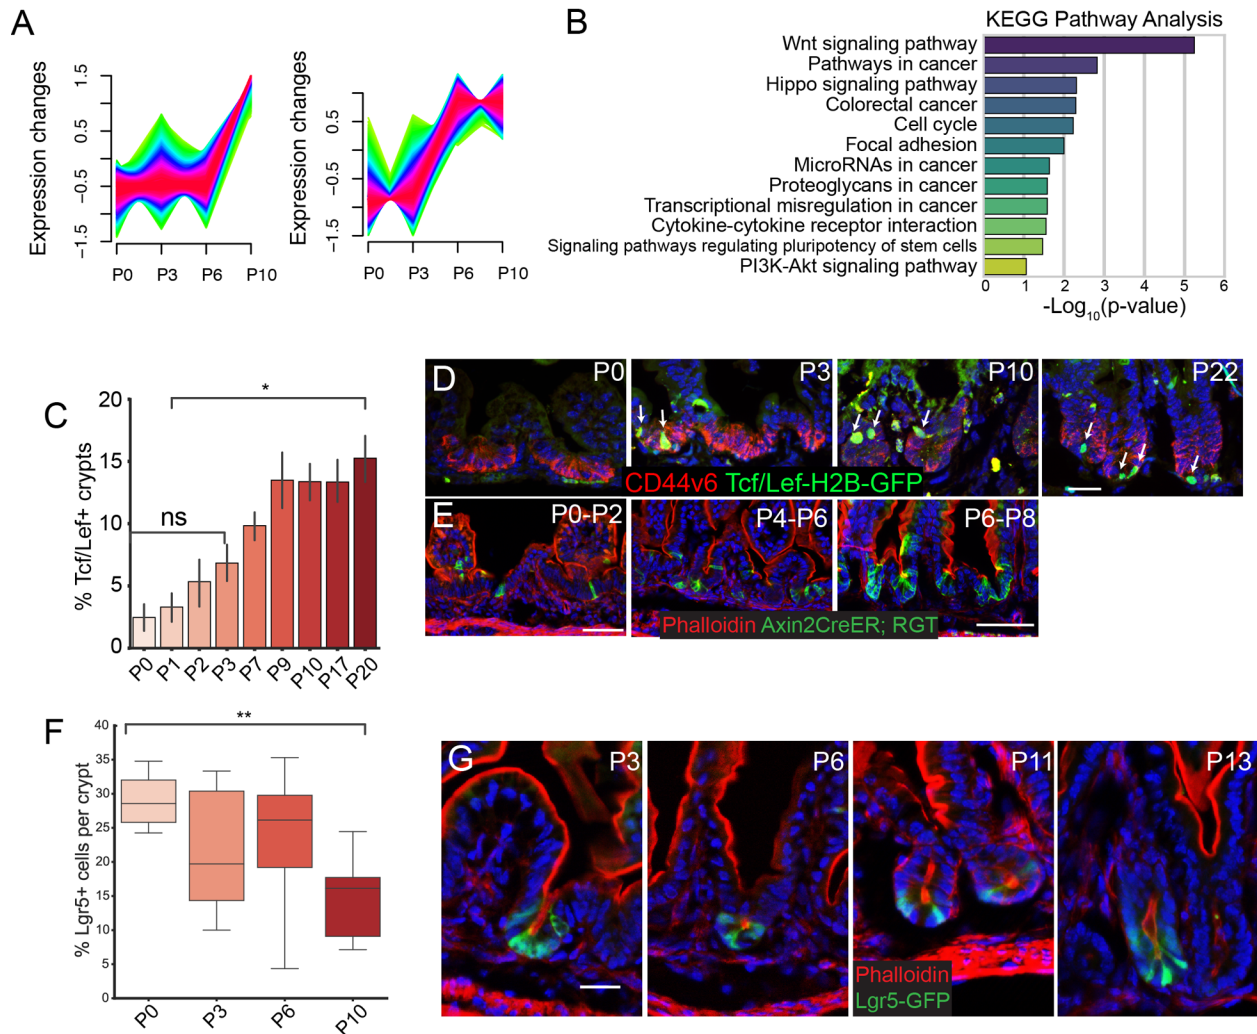 A
Expression changes
1.5
0.5
−0.5
−1.5
P0 P3 P6 P10
Expression changes
0.5
−0.5
−1.5
P0 P3 P6 P10
B
KEGG Pathway Analysis
Wnt signaling pathway
Pathways in cancer
Hippo signaling pathway
Colorectal cancer
Cell cycle
Focal adhesion
MicroRNAs in cancer
Proteoglycans in cancer
Transcriptional misregulation in cancer
Cytokine-cytokine receptor interaction
Signaling pathways regulating pluripotency of stem cells
PI3K-Akt signaling pathway
0 1 2 3 4 5 6
-Log10(p-value)
C
% Tcf/Lef+ crypts
20
15
10
5
0
*
ns
P0 P1 P2 P3 P7 P9 P10 P17 P20
D
P0
P3
P10
P22
CD44v6 Tcf/Lef-H2B-GFP
E
P0-P2
P4-P6
P6-P8
Phalloidin Axin2CreER; RGT
F
% Lgr5+ cells per crypt
40
35
30
25
20
15
10
5
0
**
P0 P3 P6 P10
G
P3
P6
P11
P13
Phalloidin
Lgr5-GFP